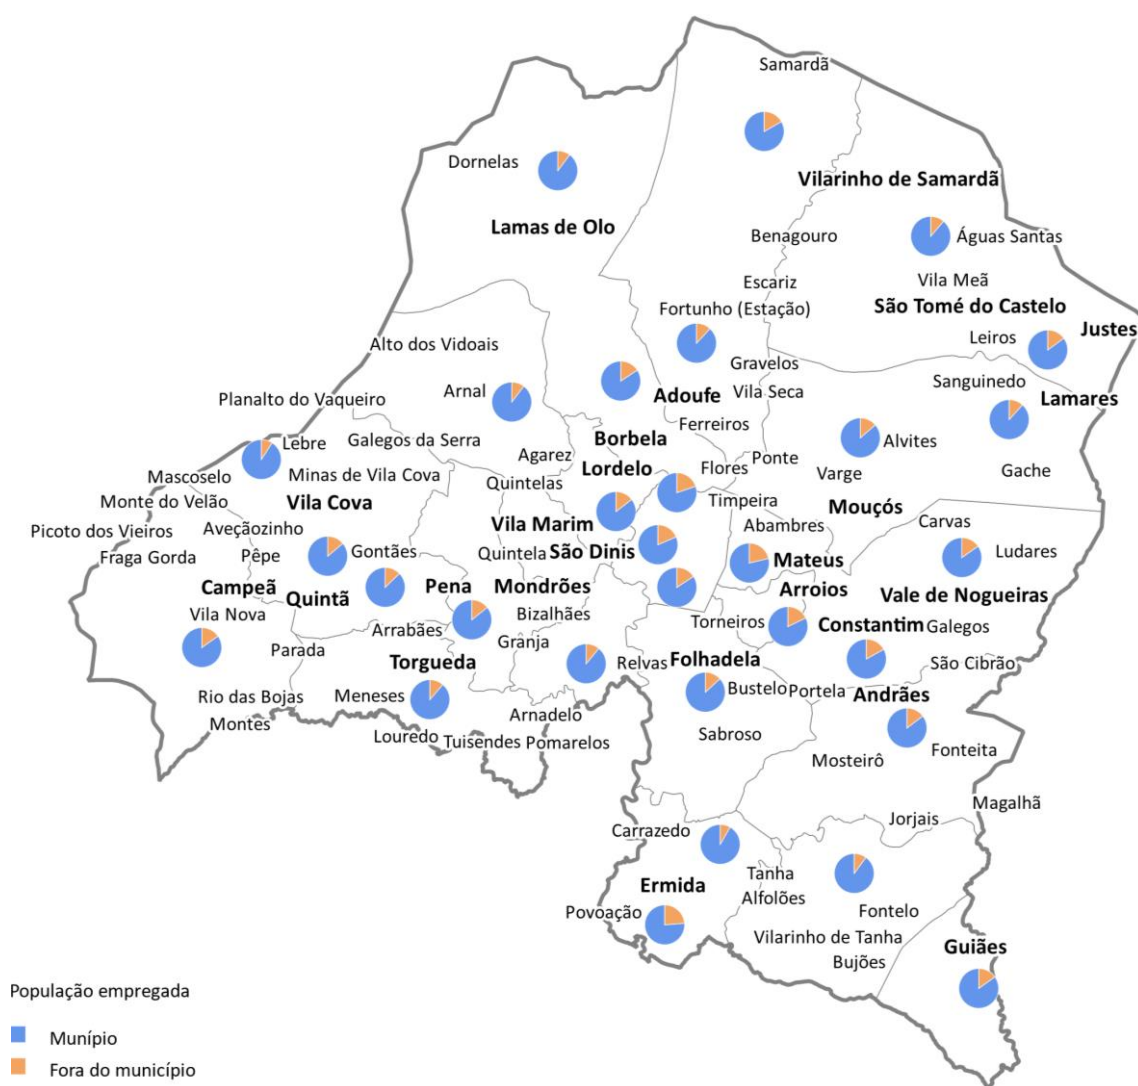 Samardã
Dornelas
Vilarinho de Samardã
Lamas de Olo
Benagouro
Águas Santas
Vila Meã
Escariz
São Tomé do Castelo
Fortunho (Estação)
Justes
Leiros
Alto dos Vidoais
Gravelos
Sanguinedo
Arnal
Vila Seca
Planalto do Vaqueiro
Adoufe
Lamares
Ferreiros
Lebre
Galegos da Serra
Borbela
Alvites
Agarez
Ponte
Mascoselo
Minas de Vila Cova
Lordelo
Flores
Varge
Gache
Quintelas
Monte do Velão
Vila Cova
Timpeira
Mouçós
Picoto dos Vieiros
Aveçãozinho
Vila Marim
Abambres
Carvas
Fraga Gorda
Pêpe
Gontães
Quintela
São Dinis
Mateus
Ludares
Campeã
Quintã
Pena
Mondrões
Arroios
Vale de Nogueiras
Vila Nova
Bizalhães
Arrabães
Granja
Torneiros
Constantim
Galegos
Parada
Torgueda
Relvas
Folhadela
São Cibrão
Rio das Bojas
Meneses
Bustelo
Portela
Andrães
Montes
Arnadelo
Louredo
Tuisendes
Pomarelos
Sabroso
Mosteirô
Fonteita
Magalhã
Carrazedo
Jorjais
Tanha
Ermida
Alfolões
Povoação
Fontelo
Vilarinho de Tanha
Guiães
Bujões
População empregada
Munípio
Fora do município